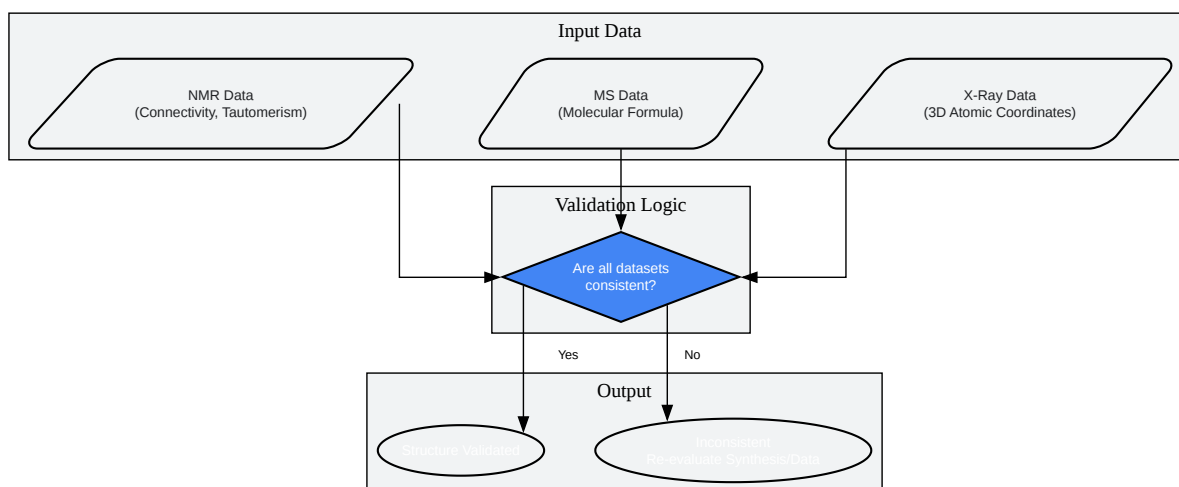 Input Data
NMR Data
(Connectivity, Tautomerism)
MS Data
(Molecular Formula)
X-Ray Data
(3D Atomic Coordinates)
Validation Logic
Are all datasets
consistent?
Yes
No
Output
Structure Validated
Inconsistent
Re-evaluate Synthesis/Data